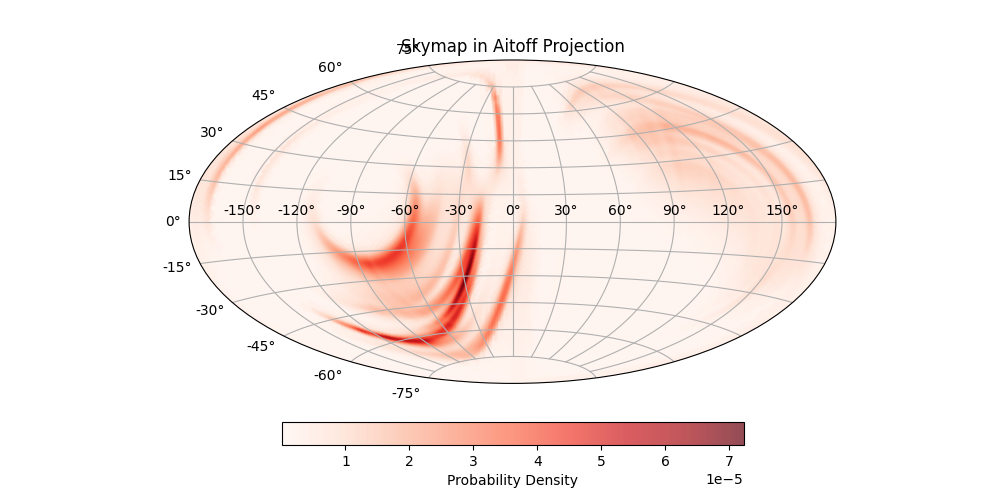 Skymap in Aitoff Projection
75°
60°
45°
30°
15°
-150° -120° -90° -60° -30° 0° 30° 60° 90° 120° 150°
0°
-15°
-30°
-45°
-60°
-75°
1 2 3 4 5 6 7
1e−5
Probability Density